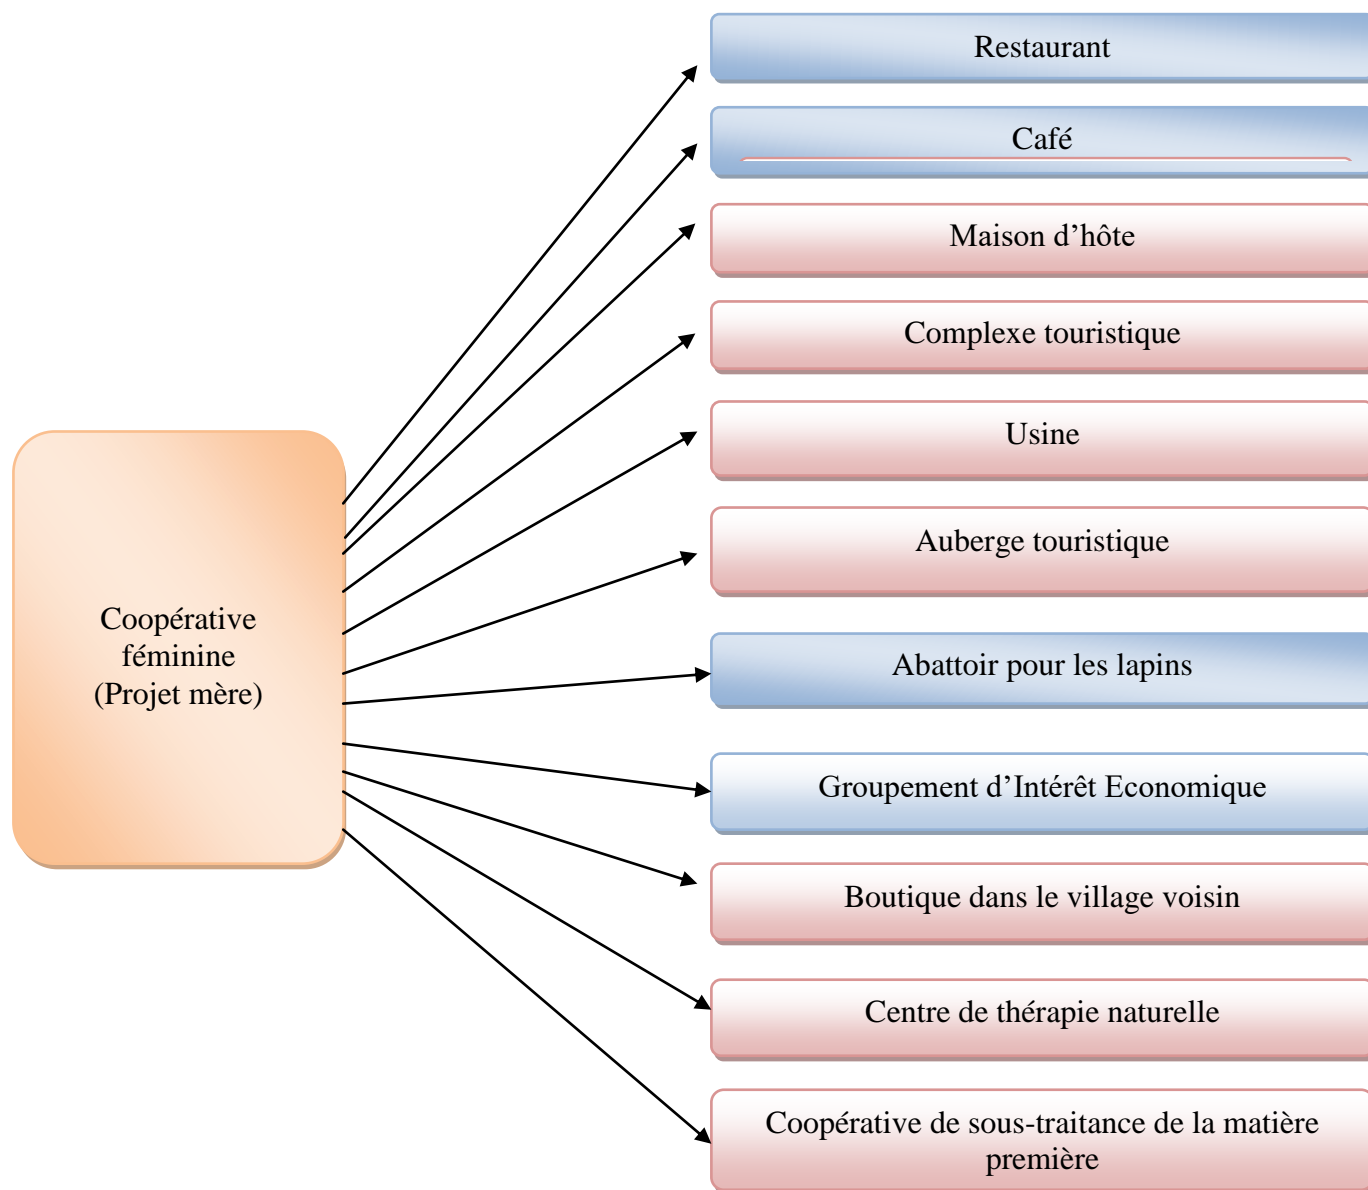 Restaurant
Café
Maison d’hôte
Complexe touristique
Usine
Auberge touristique
Coopérative
féminine
(Projet mère)
Abattoir pour les lapins
Groupement d’Intérêt Economique
Boutique dans le village voisin
Centre de thérapie naturelle
Coopérative de sous-traitance de la matière
première